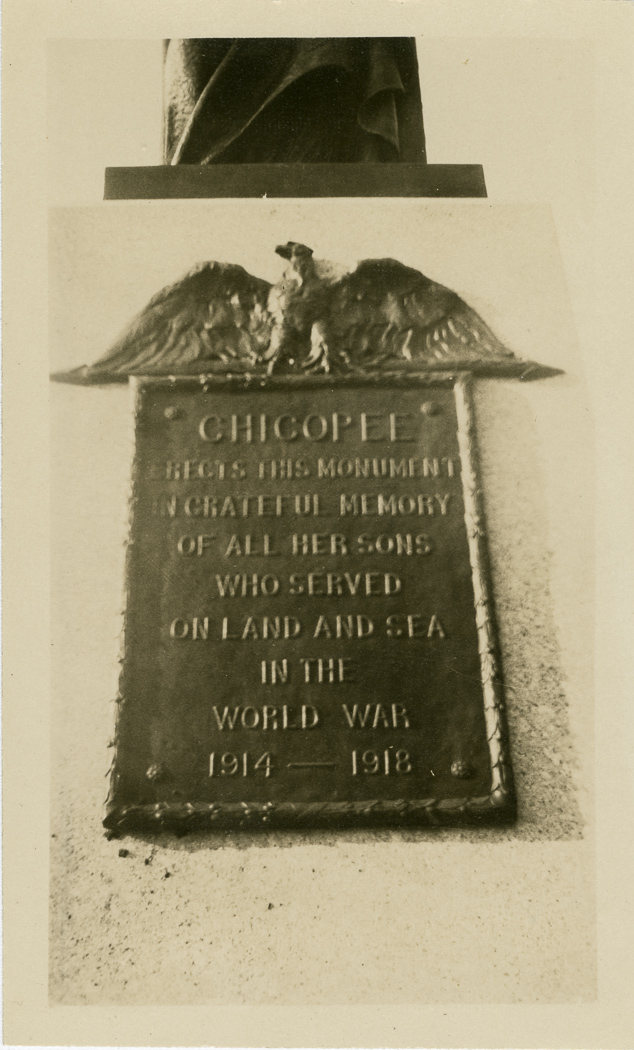 CHICOPEE
ERECTS THIS MONUMENT
IN GRATEFUL MEMORY
OF ALL HER SONS
WHO SERVED
ON LAND AND SEA
IN THE
WORLD WAR
1914 — 1918